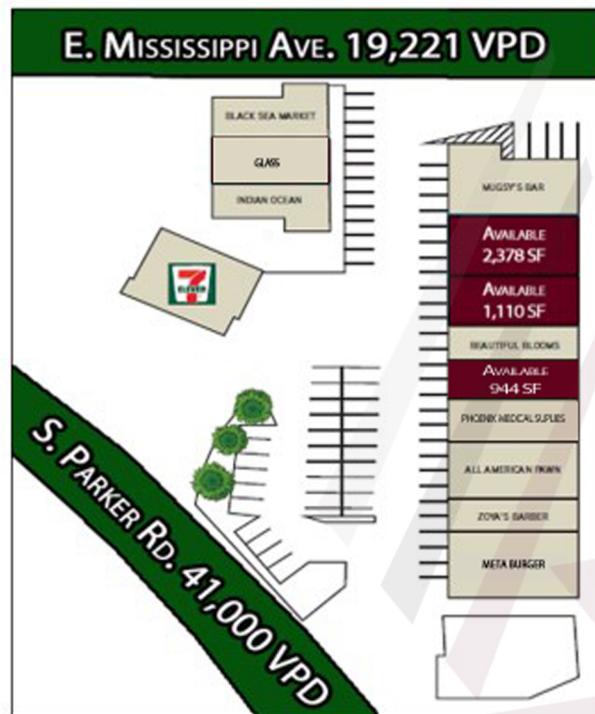 E. MISSISSIPPI AVE. 19,221 VPD
BLACK SEA MARKET
GLASS
INDIAN OCEAN
7
ELEVEN
MUGSY'S BAR
AVAILABLE
2,378 SF
AVAILABLE
1,110 SF
BEAUTIFUL BLOOMS
AVAILABLE
944 SF
PHOENIX MEDICAL SUPLIES
ALL AMERICAN PAWN
ZOYA'S BARBER
META BURGER
S. PARKER RD. 41,000 VPD